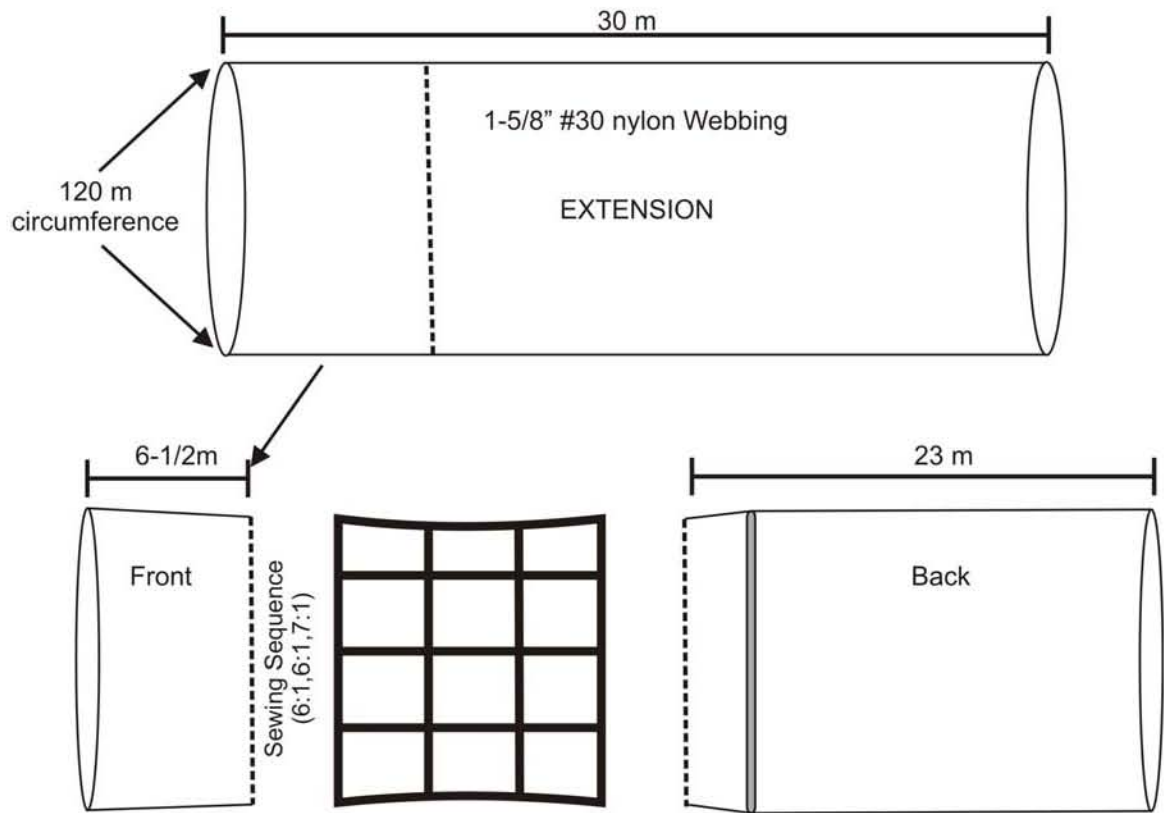 30 m
1-5/8” #30 nylon Webbing
120 m
circumference
EXTENSION
6-1/2m
23 m
Front
Sewing Sequence
(6:1,6:1,7:1)
Back